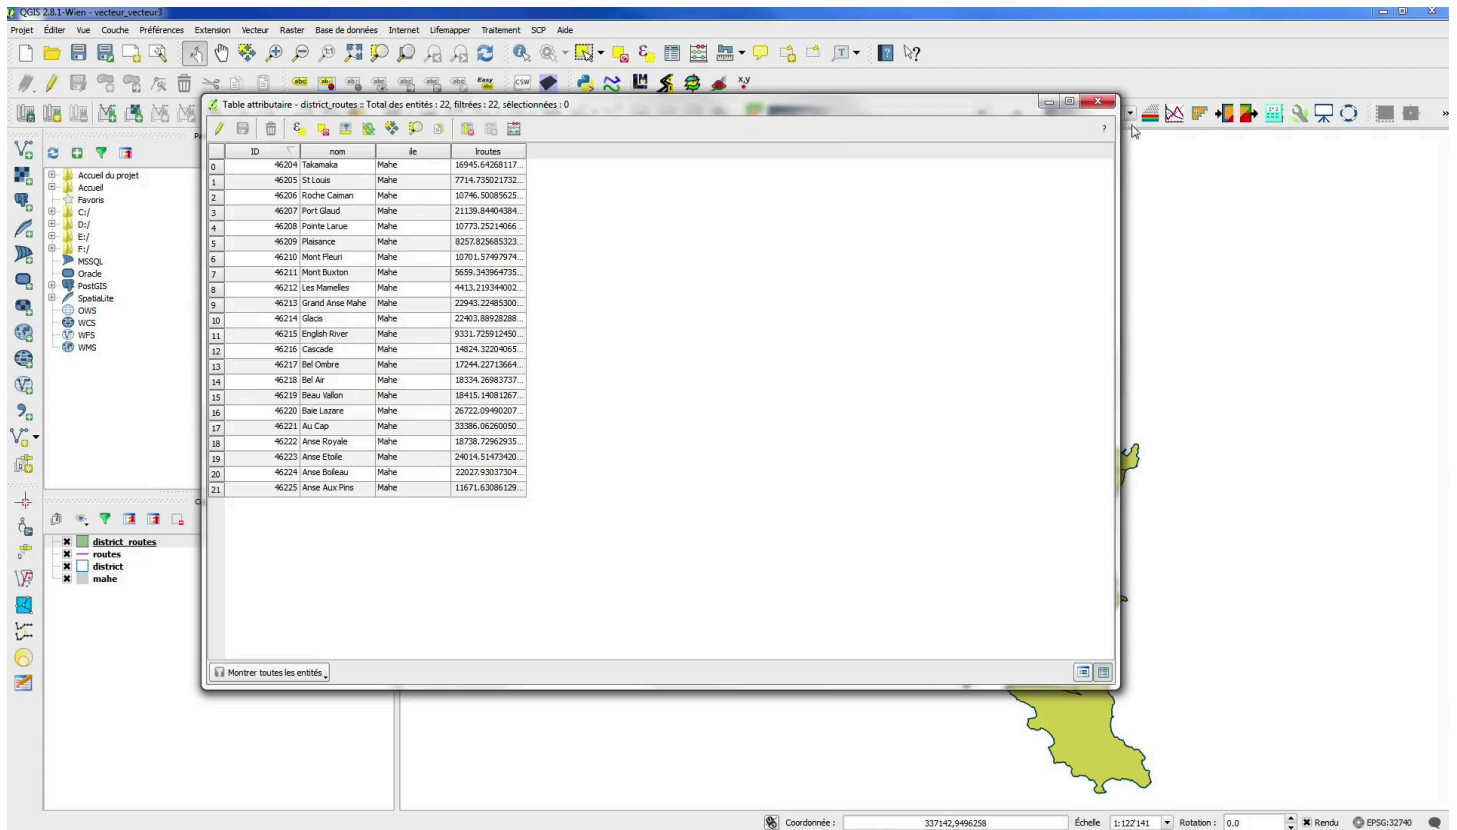 QGIS 2.8.1-Wien - vecteur_vecteur3
Projet Éditer Vue Couche Préférences Extension Vecteur Raster Base de données Internet Lifemapper Traitement SCP Aide
Table attributaire - district_routes :: Total des entités : 22, filtrées : 22, sélectionnées : 0
ID nom ile lroutes
0 46204 Takamaka Mahe 16945.64268117...
1 46205 St Louis Mahe 7714.735021732...
2 46206 Roche Caiman Mahe 10746.50085625...
3 46207 Port Glaud Mahe 21139.84404384...
4 46208 Pointe Larue Mahe 10773.25214066...
5 46209 Plaisance Mahe 8257.825685323...
6 46210 Mont Fleuri Mahe 10701.57497974...
7 46211 Mont Buxton Mahe 5659.343964735...
8 46212 Les Mamelles Mahe 4413.219344002...
9 46213 Grand Anse Mahe Mahe 22943.22485300...
10 46214 Glacis Mahe 22403.88928288...
11 46215 English River Mahe 9331.725912450...
12 46216 Cascade Mahe 14824.32204065...
13 46217 Bel Ombre Mahe 17244.22713664...
14 46218 Bel Air Mahe 18334.26983737...
15 46219 Beau Vallon Mahe 18415.14081267...
16 46220 Baie Lazare Mahe 26722.09490207...
17 46221 Au Cap Mahe 33386.06260050...
18 46222 Anse Royale Mahe 18738.72962935...
19 46223 Anse Etoile Mahe 24014.51473420...
20 46224 Anse Boileau Mahe 22027.93037304...
21 46225 Anse Aux Pins Mahe 11671.63086129...
Montrer toutes les entités
Accueil du projet
Accueil
Favoris
C:/
D:/
E:/
F:/
MSSQL
Oracle
PostGIS
SpatiaLite
OWS
WCS
WFS
WMS
district_routes
routes
district
mahe
Coordonnée : 337142,9496258 Échelle 1:122'141 Rotation : 0.0 Rendu EPSG:32740